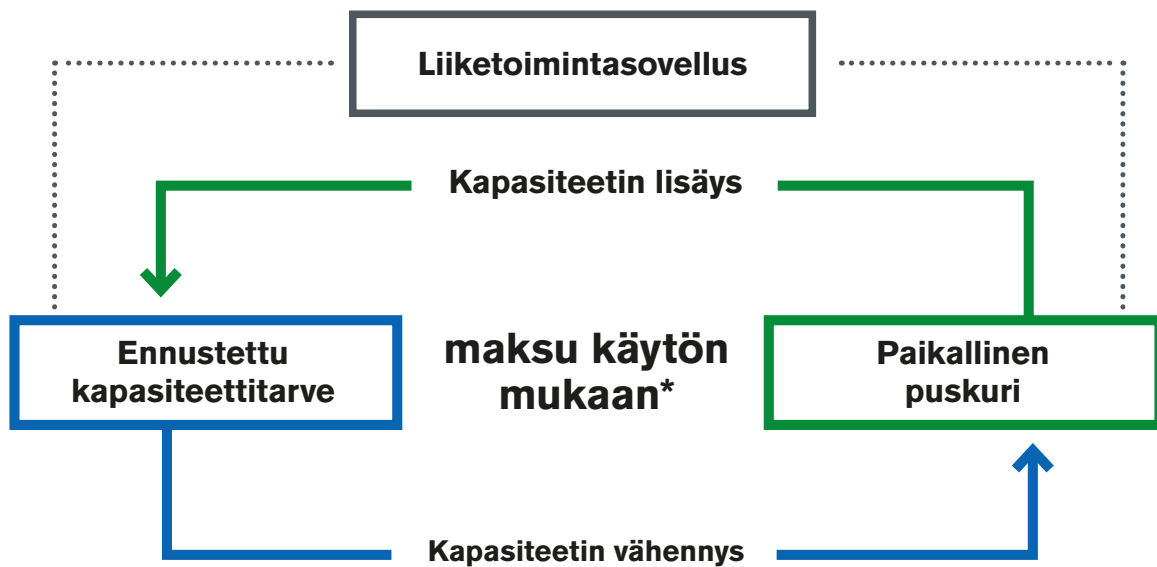 Liiketoimintasovellus
Kapasiteetin lisäys
Ennustettu
kapasiteettitarve
maksu käytön
mukaan*
Paikallinen
puskuri
Kapasiteetin vähennys